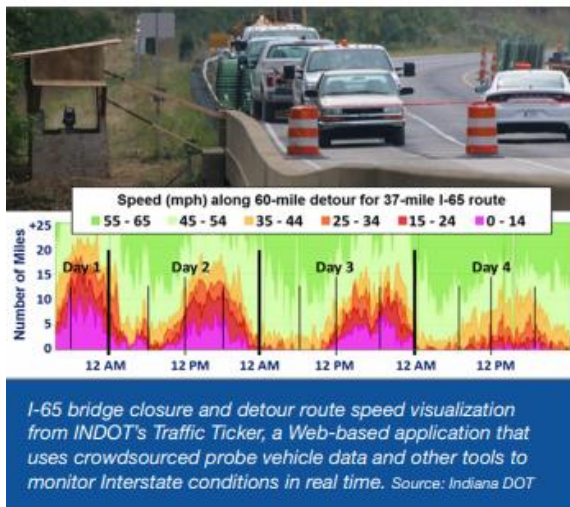 Speed (mph) along 60-mile detour for 37-mile I-65 route
55 - 65 45 - 54 35 - 44 25 - 34 15 - 24 0 - 14
Number of Miles
+25
20
15
10
5
0
Day 1 Day 2 Day 3 Day 4
12 AM 12 PM 12 AM 12 PM 12 AM 12 PM
I-65 bridge closure and detour route speed visualization
from INDOT's Traffic Ticker, a Web-based application that
uses crowdsourced probe vehicle data and other tools to
monitor Interstate conditions in real time. Source: Indiana DOT